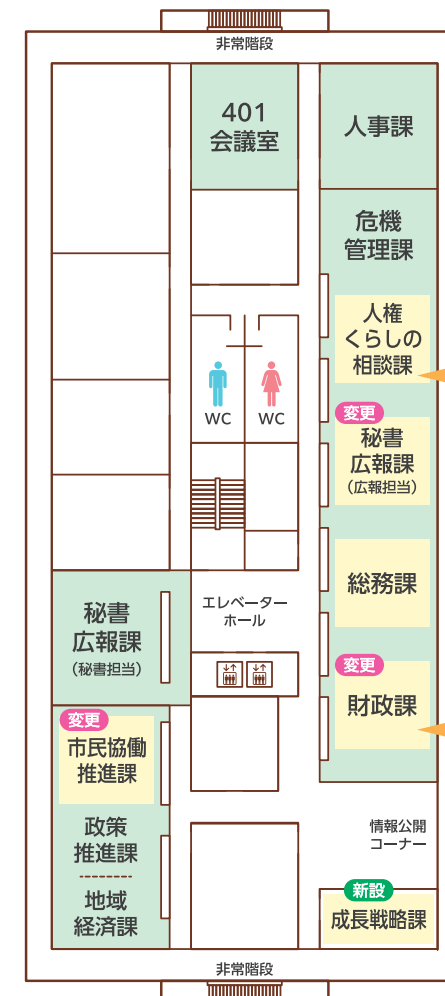 非常階段
401
会議室
人事課
危機
管理課
人権
くらしの
相談課
変更
秘書
広報課
（広報担当）
総務課
変更
財政課
WC
WC
エレベーター
ホール
秘書
広報課
（秘書担当）
変更
市民協働
推進課
政策
推進課
地域
経済課
情報公開
コーナー
新設
成長戦略課
非常階段